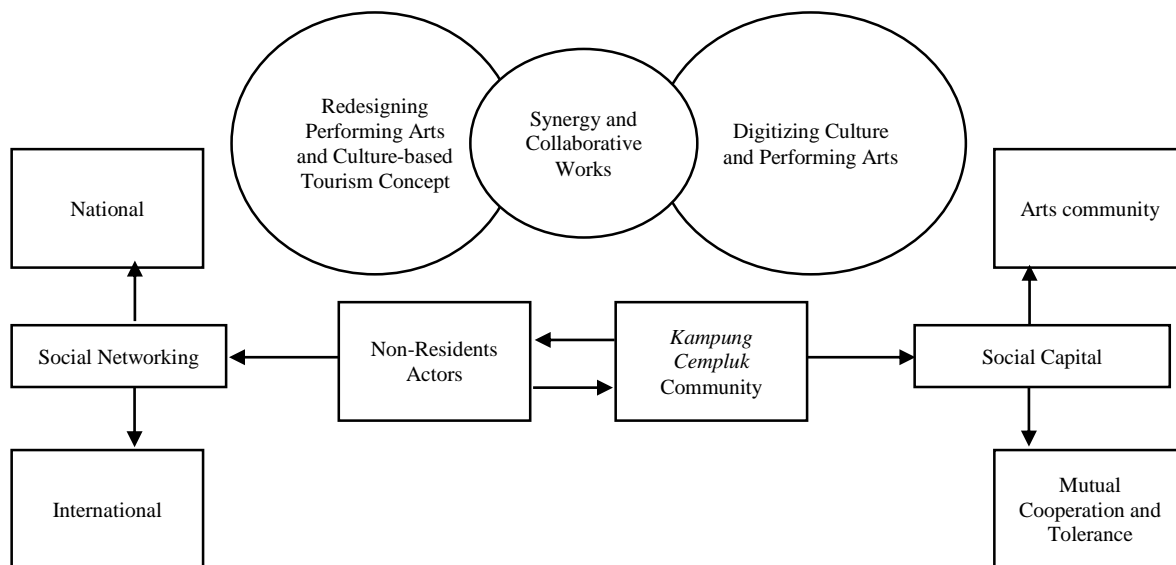 Redesigning
Performing Arts
and Culture-based
Tourism Concept
Synergy and
Collaborative
Works
Digitizing Culture
and Performing Arts
National
Arts community
Social Networking
Non-Residents
Actors
Kampung
Cempluk
Community
Social Capital
International
Mutual
Cooperation and
Tolerance